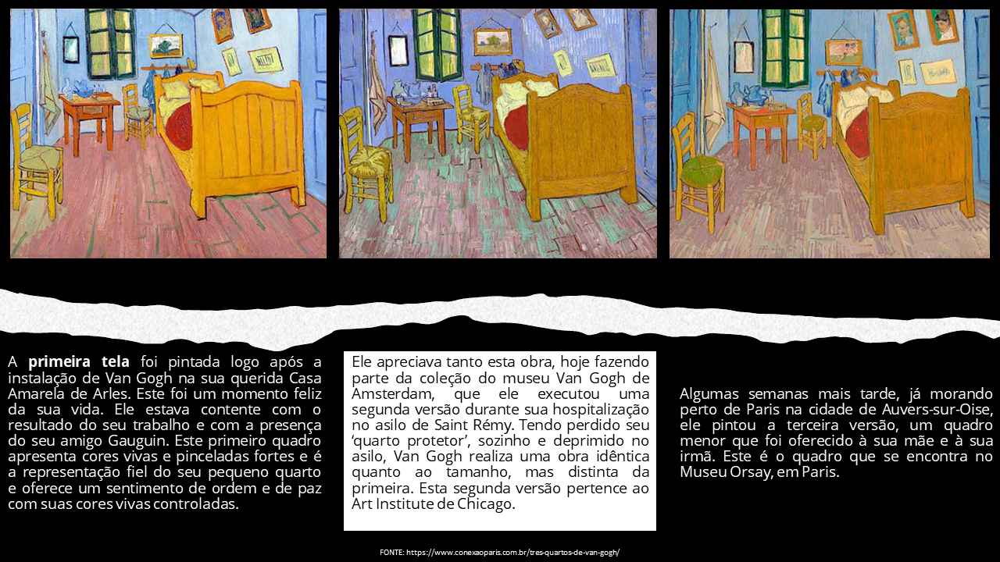 A primeira tela foi pintada logo após a
instalação de Van Gogh na sua querida Casa
Amarela de Arles. Este foi um momento feliz
da sua vida. Ele estava contente com o
resultado do seu trabalho e com a presença
do seu amigo Gauguin. Este primeiro quadro
apresenta cores vivas e pinceladas fortes e é
a representação fiel do seu pequeno quarto
e oferece um sentimento de ordem e de paz
com suas cores vivas controladas.
Ele apreciava tanto esta obra, hoje fazendo
parte da coleção do museu Van Gogh de
Amsterdam, que ele executou uma
segunda versão durante sua hospitalização
no asilo de Saint Rémy. Tendo perdido seu
‘quarto protetor’, sozinho e deprimido no
asilo, Van Gogh realiza uma obra idêntica
quanto ao tamanho, mas distinta da
primeira. Esta segunda versão pertence ao
Art Institute de Chicago.
Algumas semanas mais tarde, já morando
perto de Paris na cidade de Auvers-sur-Oise,
ele pintou a terceira versão, um quadro
menor que foi oferecido à sua mãe e à sua
irmã. Este é o quadro que se encontra no
Museu Orsay, em Paris.
FONTE: https://www.conexaoparis.com.br/tres-quartos-de-van-gogh/